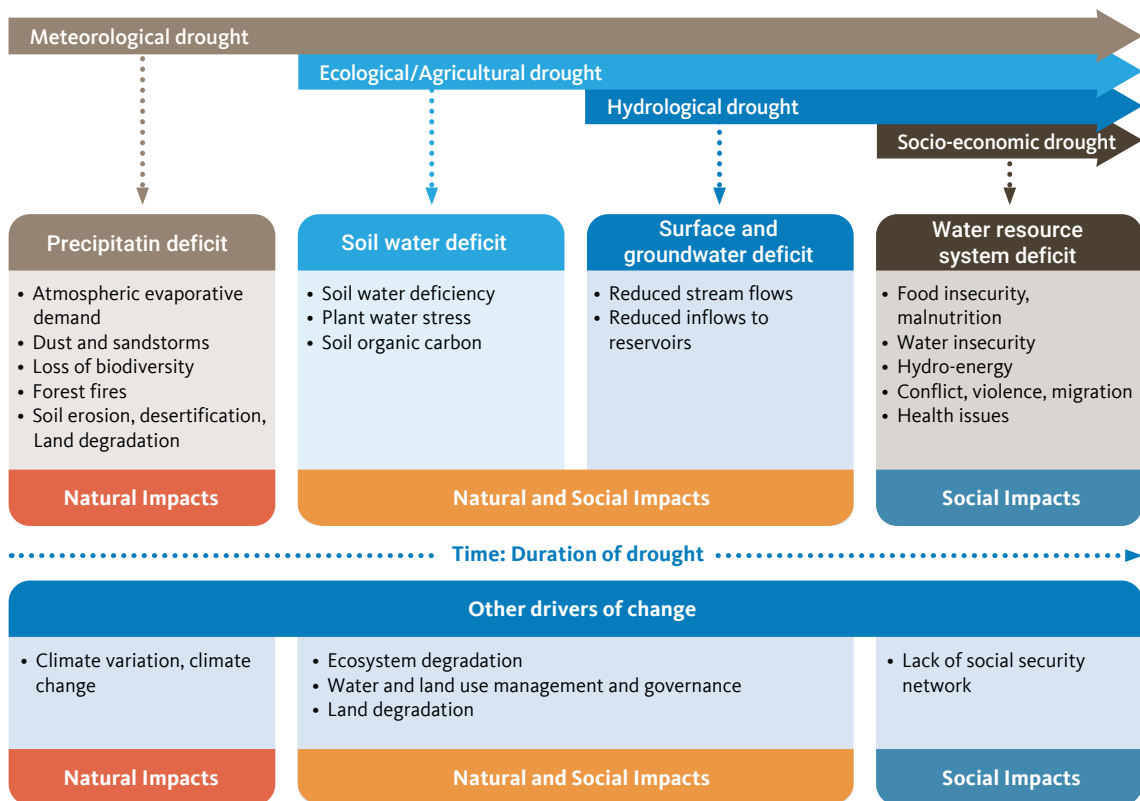 Meteorological drought
Ecological/Agricultural drought
Hydrological drought
Socio-economic drought
Precipitatin deficit
• Atmospheric evaporative
demand
• Dust and sandstorms
• Loss of biodiversity
• Forest fires
• Soil erosion, desertification,
Land degradation
Natural Impacts
Soil water deficit
• Soil water deficiency
• Plant water stress
• Soil organic carbon
Surface and
groundwater deficit
• Reduced stream flows
• Reduced inflows to
reservoirs
Natural and Social Impacts
Water resource
system deficit
• Food insecurity,
malnutrition
• Water insecurity
• Hydro-energy
• Conflict, violence, migration
• Health issues
Social Impacts
Time: Duration of drought
Other drivers of change
• Climate variation, climate
change
Natural Impacts
• Ecosystem degradation
• Water and land use management and governance
• Land degradation
Natural and Social Impacts
• Lack of social security
network
Social Impacts